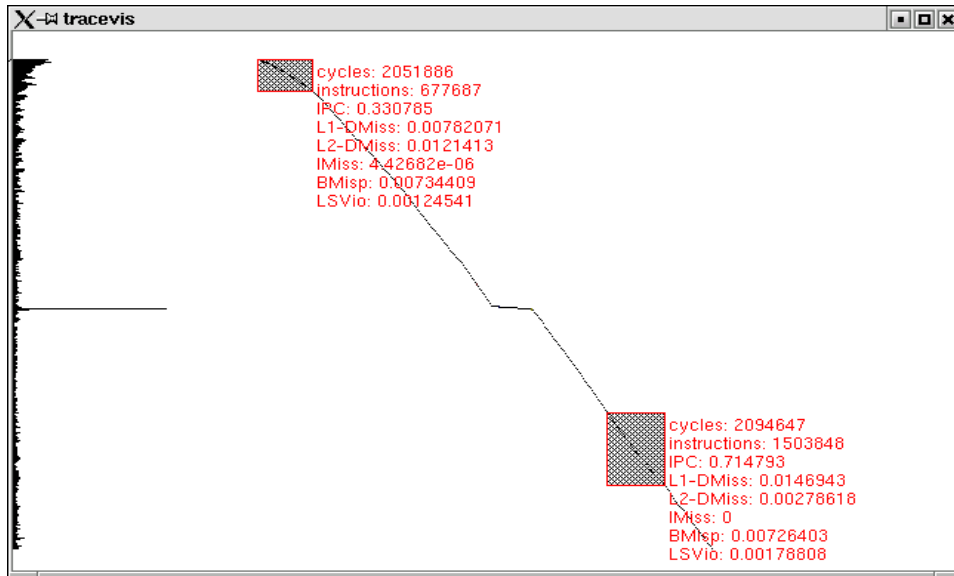 tracevis
cycles: 2051886
instructions: 677687
IPC: 0.330785
L1-DMiss: 0.00782071
L2-DMiss: 0.0121413
IMiss: 4.42682e-06
BMisp: 0.00734409
LSVio: 0.00124541
cycles: 2094647
instructions: 1503848
IPC: 0.714793
L1-DMiss: 0.0146943
L2-DMiss: 0.00278618
IMiss: 0
BMisp: 0.00726403
LSVio: 0.00178808